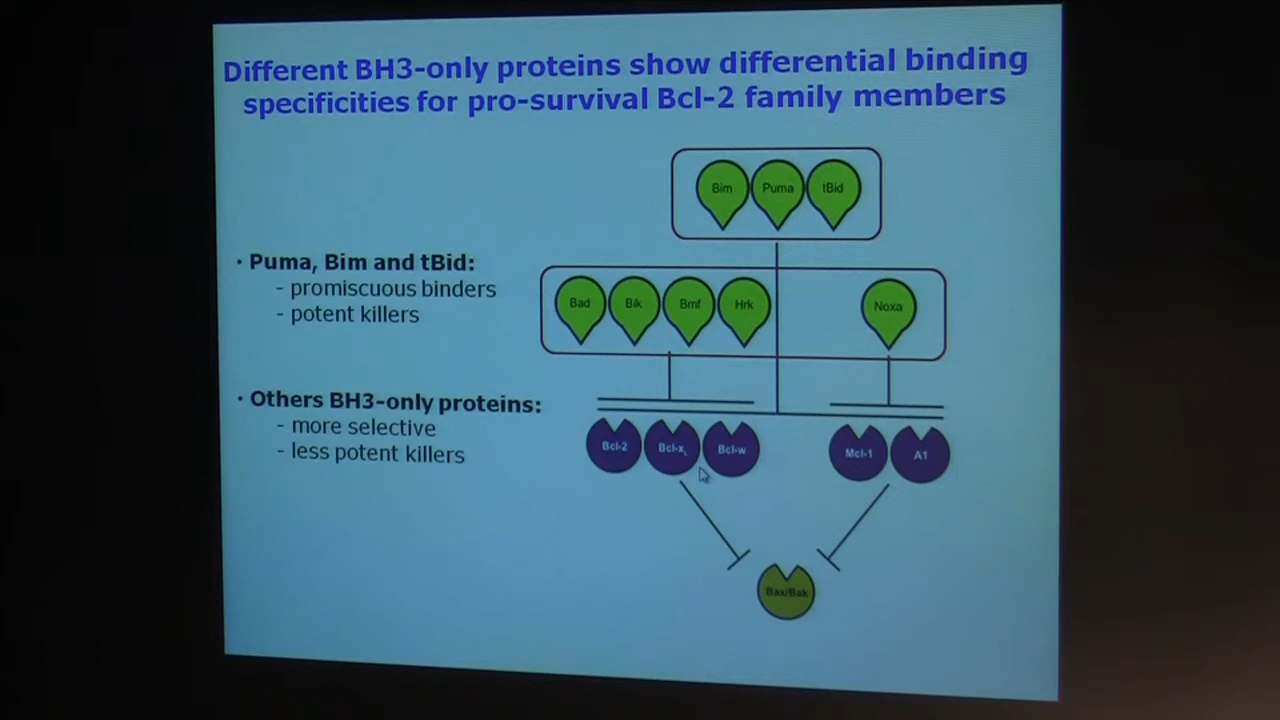 Different BH3-only proteins show differential binding
specificities for pro-survival Bcl-2 family members
Bim
Puma
tBid
· Puma, Bim and tBid:
- promiscuous binders
- potent killers
Bad
Bik
Bmf
Hrk
Noxa
· Others BH3-only proteins:
- more selective
- less potent killers
Bcl-2
Bcl-xL
Bcl-w
Mcl-1
A1
Bax/Bak